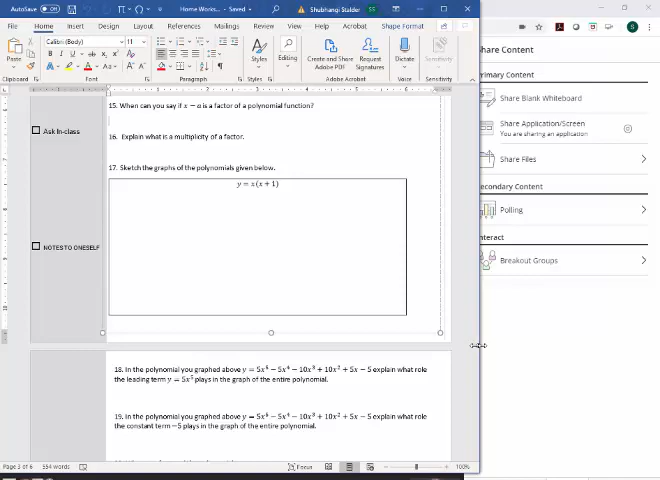 AutoSave Off
Home Works... - Saved
Shubhangi Stalder SS
File Home Insert Design Layout References Mailings Review View Help Acrobat Shape Format
Calibri (Body) 11
Paste
Styles
Editing
Create and Share Adobe PDF
Request Signatures
Dictate
Sensitivity
Clipboard Font Paragraph Styles Adobe Acrobat Voice Sensitivity
15. When can you say if x − a is a factor of a polynomial function?
Ask In-class
16. Explain what is a multiplicity of a factor.
17. Sketch the graphs of the polynomials given below.
y = x(x + 1)
NOTES TO ONESELF
18. In the polynomial you graphed above y = 5x⁵ − 5x⁴ − 10x³ + 10x² + 5x − 5 explain what role
the leading term y = 5x⁵ plays in the graph of the entire polynomial.
19. In the polynomial you graphed above y = 5x⁵ − 5x⁴ − 10x³ + 10x² + 5x − 5 explain what role
the constant term −5 plays in the graph of the entire polynomial.
Page 3 of 6 554 words
Focus
100%
Share Content
Primary Content
Share Blank Whiteboard
Share Application/Screen
You are sharing an application
Share Files
Secondary Content
Polling
Interact
Breakout Groups